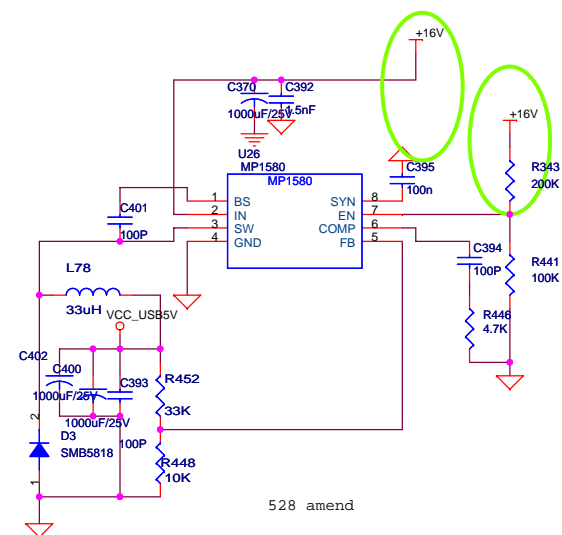 +16V
C370
C392
1000uF/25V
1.5nF
+16V
U26
MP1580
MP1580
C395
100n
R343
200K
C401
100P
1
BS
2
IN
3
SW
4
GND
SYN
8
EN
7
COMP
6
FB
5
C394
100P
R441
100K
L78
33uH
VCC_USB5V
R446
4.7K
C402
C400
C393
1000uF/25V
1000uF/25V
100P
R452
33K
2
D3
SMB5818
1
R448
10K
528 amend